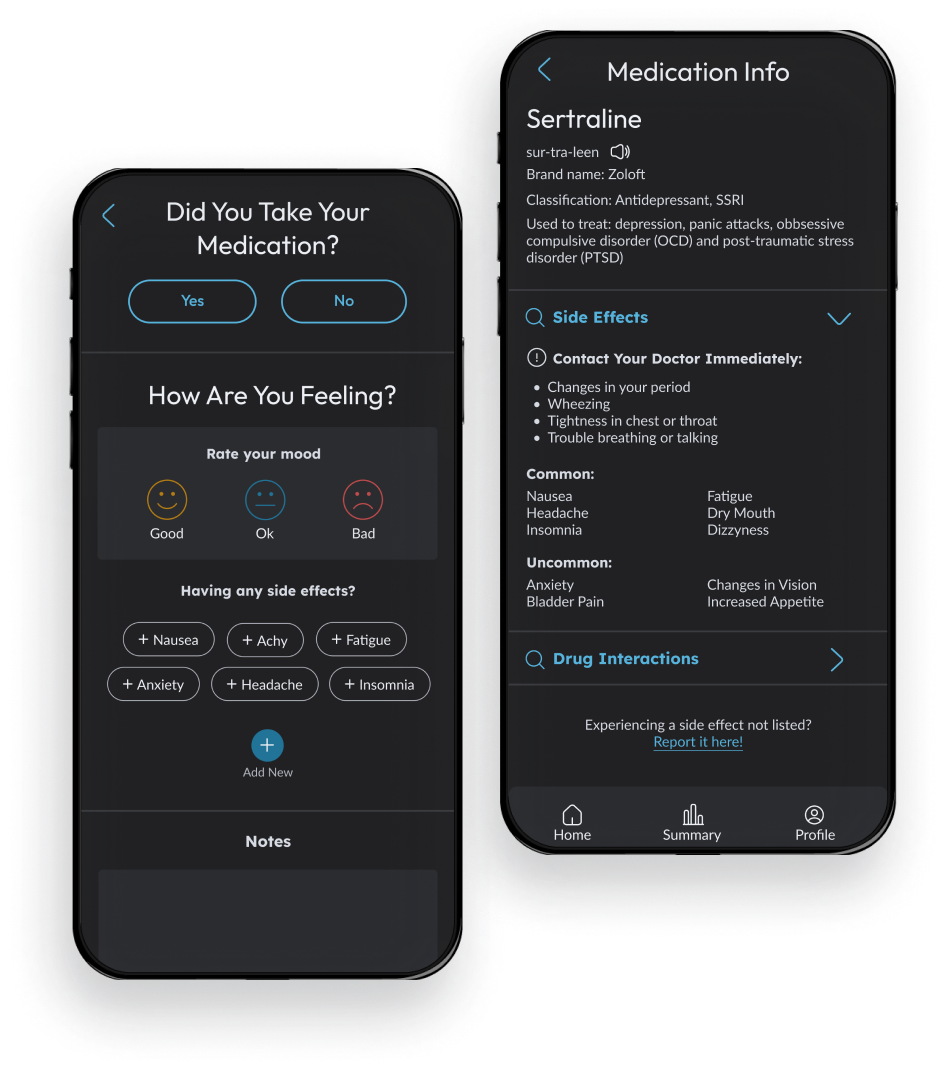 Did You Take Your
Medication?
Yes
No
How Are You Feeling?
Rate your mood
Good
Ok
Bad
Having any side effects?
+ Nausea
+ Achy
+ Fatigue
+ Anxiety
+ Headache
+ Insomnia
+
Add New
Notes
Medication Info
Sertraline
sur-tra-leen
Brand name: Zoloft
Classification: Antidepressant, SSRI
Used to treat: depression, panic attacks, obbsessive
compulsive disorder (OCD) and post-traumatic stress
disorder (PTSD)
Side Effects
! Contact Your Doctor Immediately:
• Changes in your period
• Wheezing
• Tightness in chest or throat
• Trouble breathing or talking
Common:
Nausea
Headache
Insomnia
Fatigue
Dry Mouth
Dizzyness
Uncommon:
Anxiety
Bladder Pain
Changes in Vision
Increased Appetite
Drug Interactions
Experiencing a side effect not listed?
Report it here!
Home
Summary
Profile